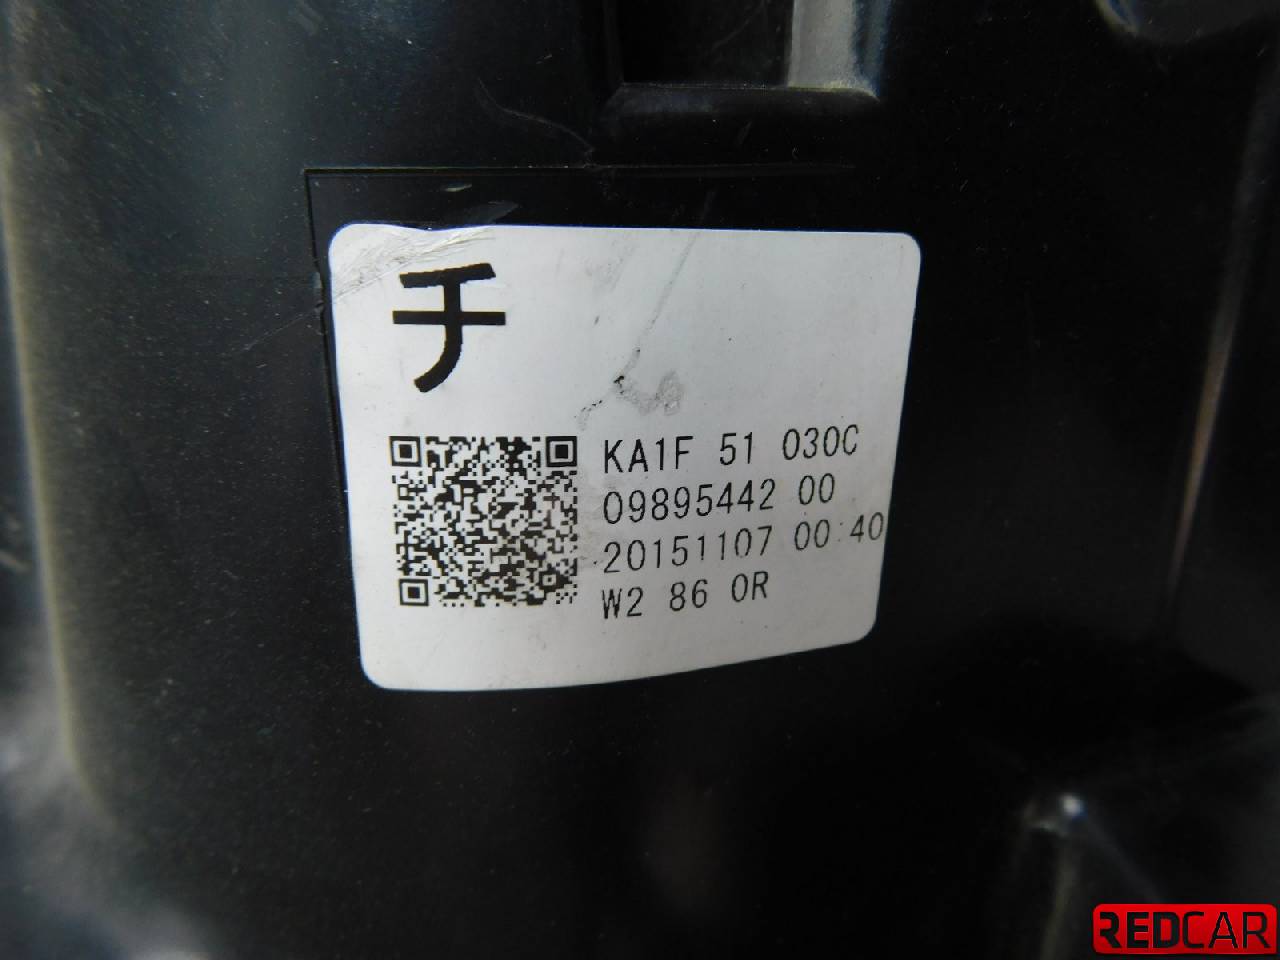 チ
KA1F 51 030C
09895442 00
20151107 00:40
W2 86 0R
REDCAR